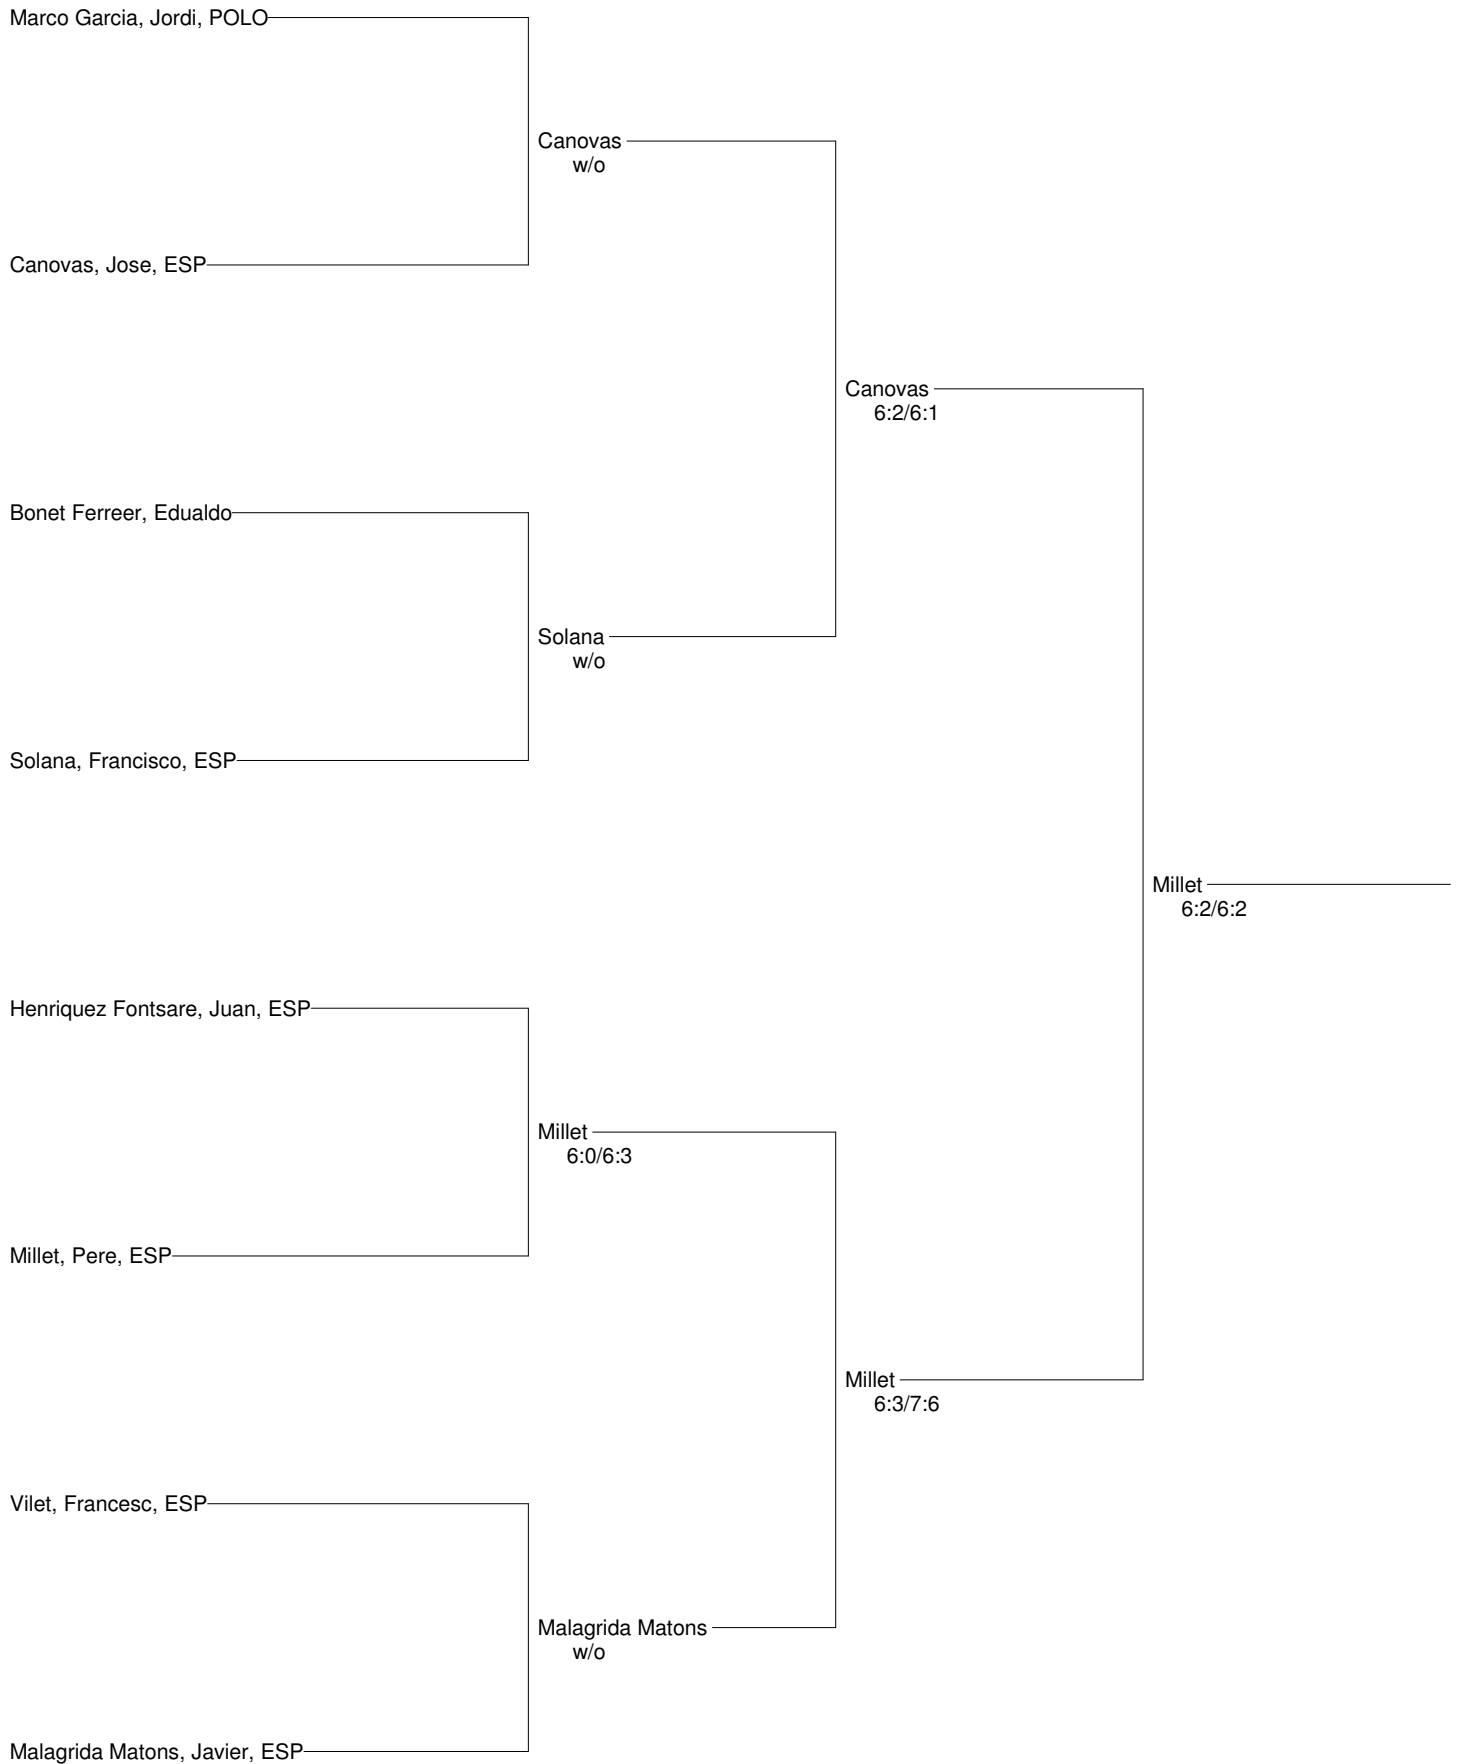 Marco Garcia, Jordi, POLO
Canovas
w/o
Canovas, Jose, ESP
Canovas
6:2/6:1
Bonet Ferreer, Edualdo
Solana
w/o
Solana, Francisco, ESP
Millet
6:2/6:2
Henriquez Fontsare, Juan, ESP
Millet
6:0/6:3
Millet, Pere, ESP
Millet
6:3/7:6
Vilet, Francesc, ESP
Malagrida Matons
w/o
Malagrida Matons, Javier, ESP